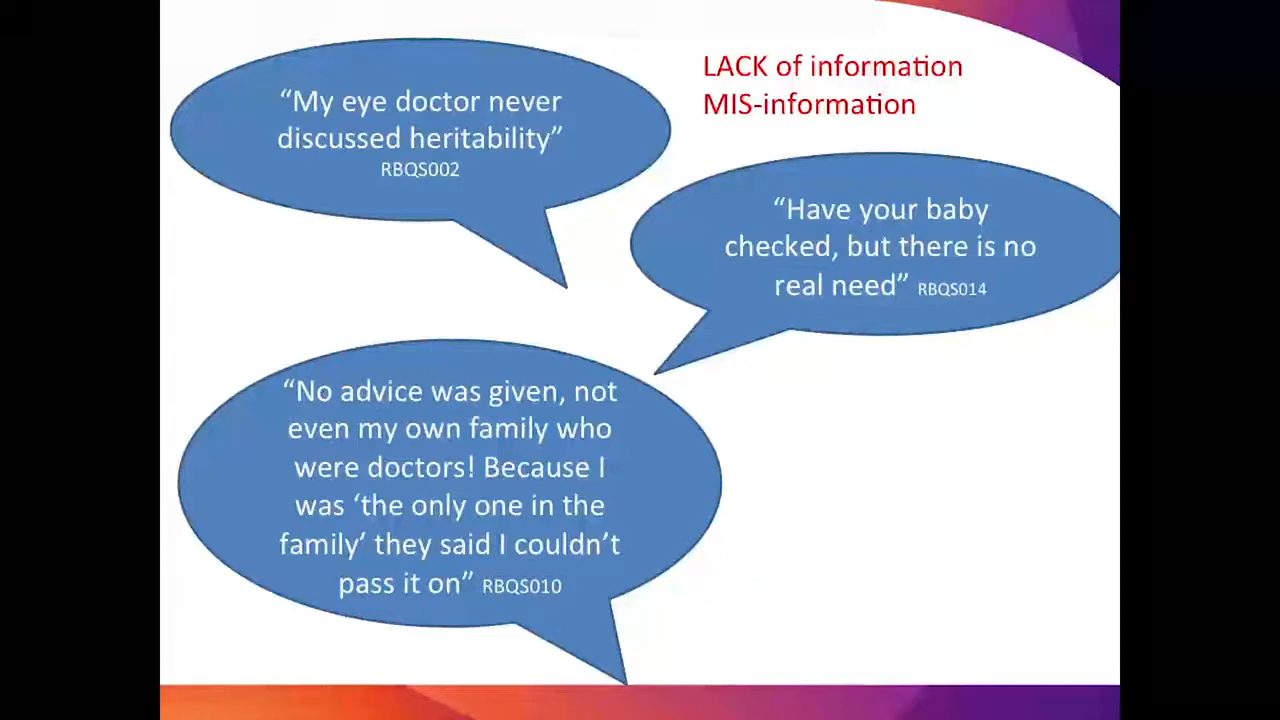 LACK of information
MIS-information
“My eye doctor never
discussed heritability”
RBQS002
“Have your baby
checked, but there is no
real need” RBQS014
“No advice was given, not
even my own family who
were doctors! Because I
was ‘the only one in the
family’ they said I couldn’t
pass it on” RBQS010